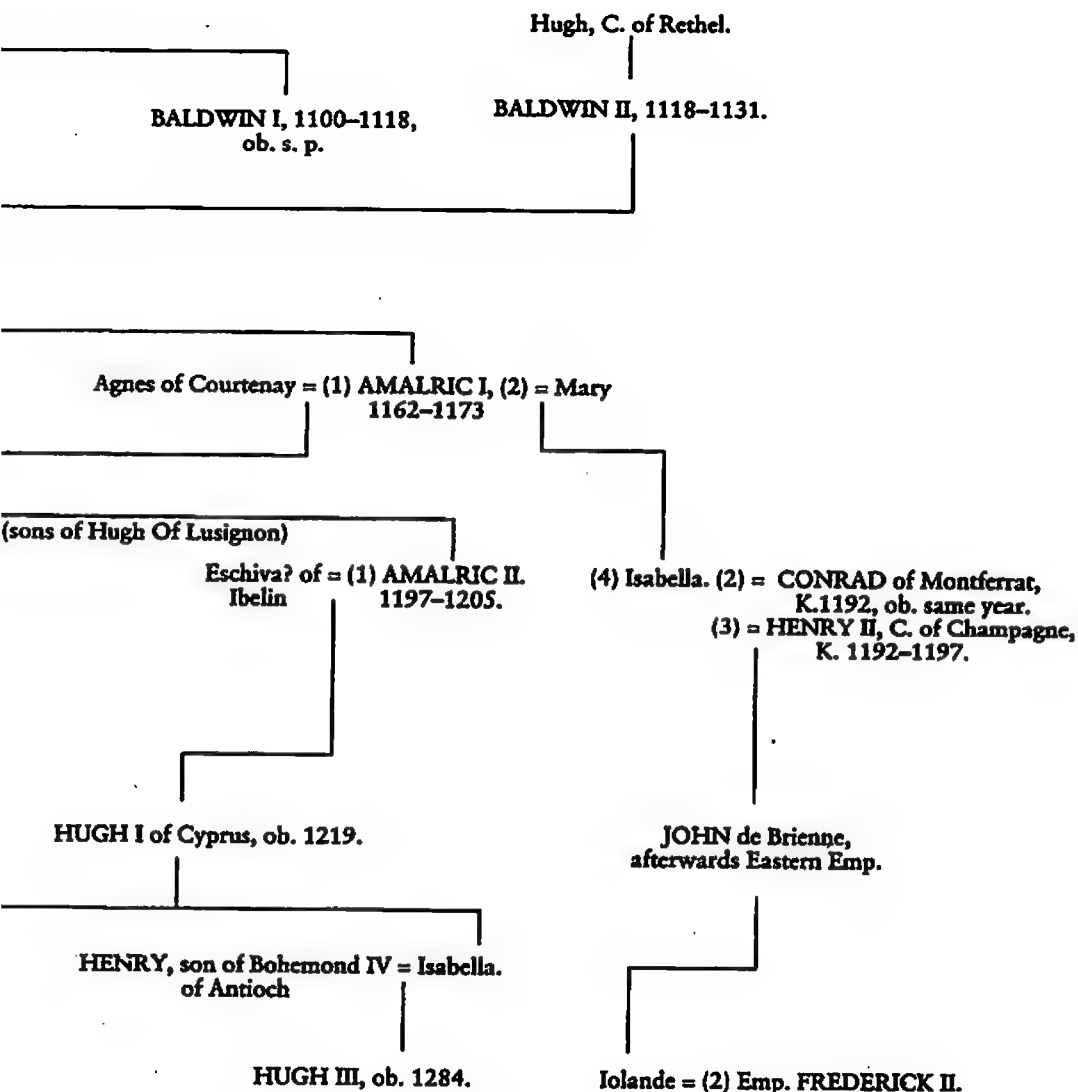 Hugh, C. of Rethel.
BALDWIN I, 1100–1118,
ob. s. p.
BALDWIN II, 1118–1131.
Agnes of Courtenay = (1) AMALRIC I, (2) = Mary
1162–1173
(sons of Hugh Of Lusignon)
Eschiva? of = (1) AMALRIC II.
Ibelin 1197–1205.
(4) Isabella. (2) = CONRAD of Montferrat,
K.1192, ob. same year.
(3) = HENRY II, C. of Champagne,
K. 1192–1197.
HUGH I of Cyprus, ob. 1219.
JOHN de Brienne,
afterwards Eastern Emp.
HENRY, son of Bohemond IV = Isabella.
of Antioch
HUGH III, ob. 1284.
Iolande = (2) Emp. FREDERICK II.